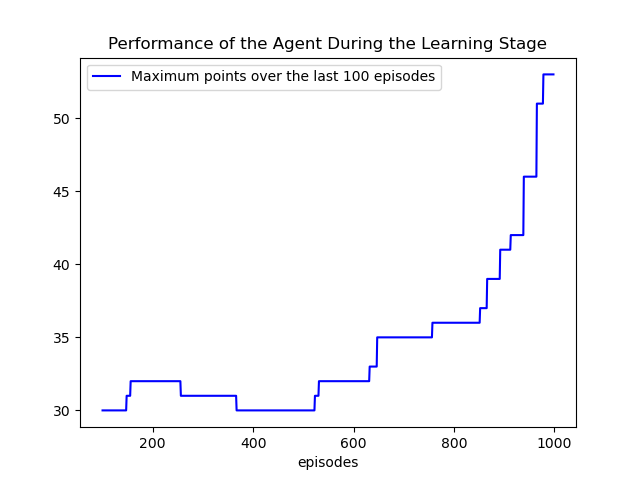 Performance of the Agent During the Learning Stage
Maximum points over the last 100 episodes
50
45
40
35
30
200 400 600 800 1000
episodes